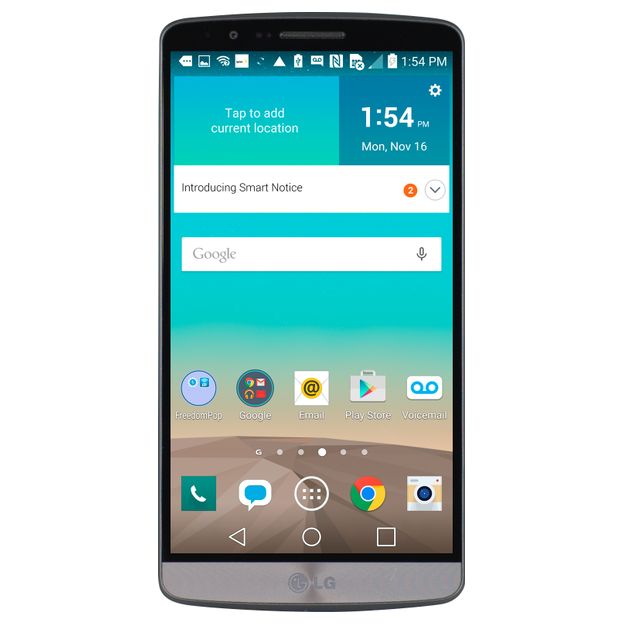 1:54 PM
Tap to add
current location
1:54 PM
Mon, Nov 16
Introducing Smart Notice
2
Google
FreedomPop.
Google
Email
Play Store
Voicemail
G
LG